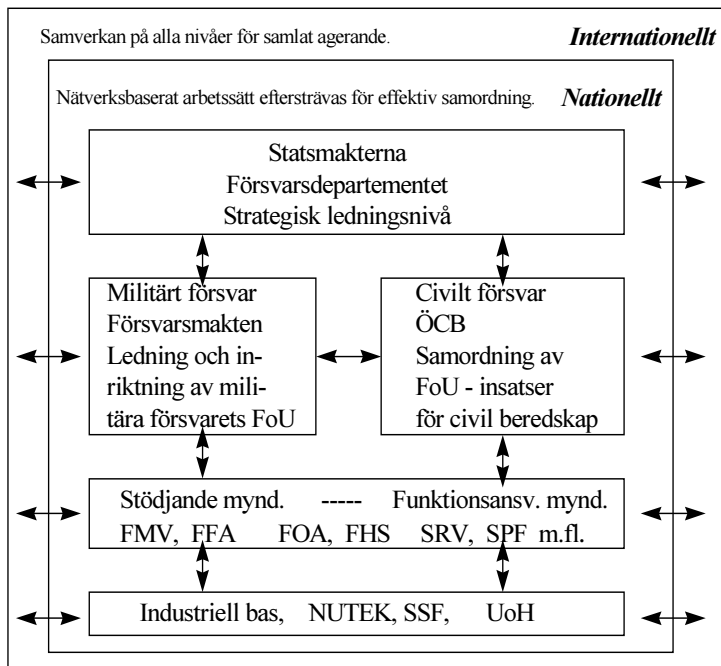 Samverkan på alla nivåer för samlat agerande.
Internationellt
Nätverksbaserat arbetssätt eftersträvas för effektiv samordning.
Nationellt
Statsmakterna
Försvarsdepartementet
Strategisk ledningsnivå
Militärt försvar
Försvarsmakten
Ledning och in-
riktning av mili-
tära försvarets FoU
Civilt försvar
ÖCB
Samordning av
FoU - insatser
för civil beredskap
Stödjande mynd. ----- Funktionsansv. mynd.
FMV, FFA FOA, FHS SRV, SPF m.fl.
Industriell bas, NUTEK, SSF, UoH